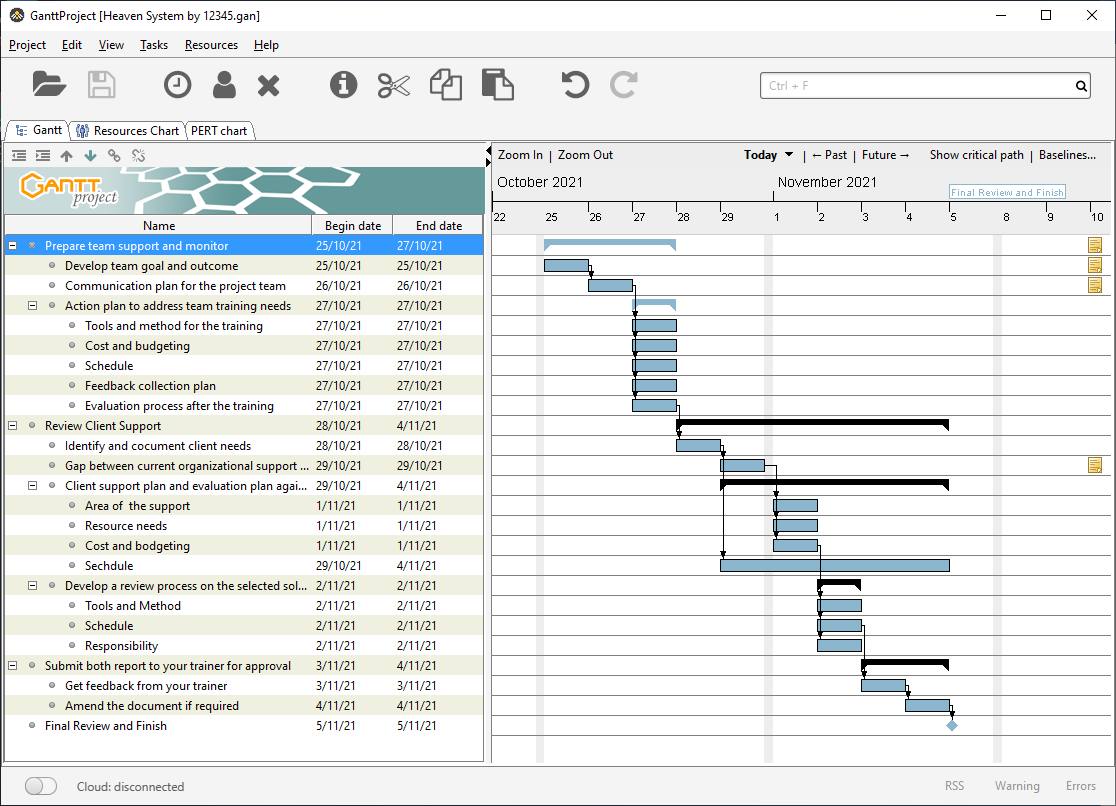 GanttProject [Heaven System by 12345.gan]
Project Edit View Tasks Resources Help
Ctrl + F
Gantt Resources Chart PERT chart
Zoom In | Zoom Out Today | ← Past | Future → Show critical path | Baselines...
GANTT project
October 2021 November 2021
Final Review and Finish
22 25 26 27 28 29 1 2 3 4 5 8 9 10
Name Begin date End date
Prepare team support and monitor 25/10/21 27/10/21
Develop team goal and outcome 25/10/21 25/10/21
Communication plan for the project team 26/10/21 26/10/21
Action plan to address team training needs 27/10/21 27/10/21
Tools and method for the training 27/10/21 27/10/21
Cost and budgeting 27/10/21 27/10/21
Schedule 27/10/21 27/10/21
Feedback collection plan 27/10/21 27/10/21
Evaluation process after the training 27/10/21 27/10/21
Review Client Support 28/10/21 4/11/21
Identify and cocument client needs 28/10/21 28/10/21
Gap between current organizational support ... 29/10/21 29/10/21
Client support plan and evaluation plan agai... 29/10/21 4/11/21
Area of the support 1/11/21 1/11/21
Resource needs 1/11/21 1/11/21
Cost and bodgeting 1/11/21 1/11/21
Sechdule 29/10/21 4/11/21
Develop a review process on the selected sol... 2/11/21 2/11/21
Tools and Method 2/11/21 2/11/21
Schedule 2/11/21 2/11/21
Responsibility 2/11/21 2/11/21
Submit both report to your trainer for approval 3/11/21 4/11/21
Get feedback from your trainer 3/11/21 3/11/21
Amend the document if required 4/11/21 4/11/21
Final Review and Finish 5/11/21 5/11/21
Cloud: disconnected RSS Warning Errors